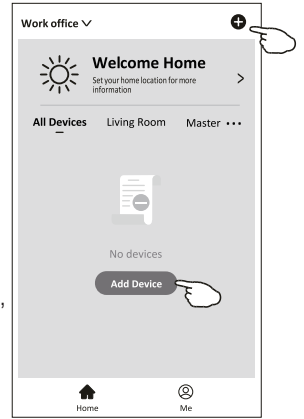 Work office
Welcome Home
Set your home location for more
information
All Devices Living Room Master
No devices
Add Device
,
Home Me